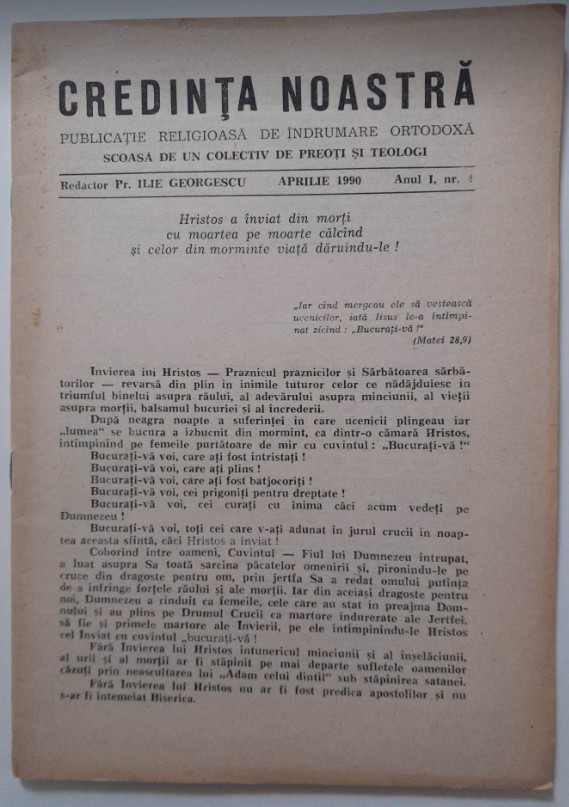 CREDINȚA NOASTRĂ
PUBLICAȚIE RELIGIOASĂ DE ÎNDRUMARE ORTODOXĂ
SCOASĂ DE UN COLECTIV DE PREOȚI ȘI TEOLOGI
Redactor Pr. ILIE GEORGESCU APRILIE 1990 Anul I, nr.
Hristos a înviat din morți
cu moartea pe moarte călcînd
și celor din morminte viață dăruindu-le !
„Iar cînd mergeau ele să vestească
ucenicilor, iată Iisus le-a întîmpi-
nat zicînd : „Bucurați-vă !"
(Matei 28,9)
Invierea lui Hristos — Praznicul praznicelor și Sărbătoarea sărbă-
torilor — revarsă din plin în inimile tuturor celor ce nădăjduiesc în
triumful binelui asupra răului, al adevărului asupra minciunii, al vieții
asupra morții, balsamul bucuriei și al încrederii.
După neagra noapte a suferinței în care ucenicii plîngeau iar
„lumea" se bucura a izbucnit din mormînt, ca dintr-o cămară Hristos,
întîmpinînd pe femeile purtătoare de mir cu cuvîntul : „Bucurați-vă !"
Bucurați-vă voi, care ați fost întristați !
Bucurați-vă voi, care ați plîns !
Bucurați-vă voi, care ați fost batjocoriți !
Bucurați-vă voi, cei prigoniți pentru dreptate !
Bucurați-vă voi, cei curați cu inima căci acum vedeți pe
Dumnezeu !
Bucurați-vă voi, toți cei care v-ați adunat în jurul crucii în noap-
tea aceasta sfîntă, căci Hristos a înviat !
Coborînd între oameni, Cuvîntul — Fiul lui Dumnezeu întrupat,
a luat asupra Sa toată sarcina păcatelor omenirii și, pironindu-le pe
cruce din dragoste pentru om, prin jertfa Sa a redat omului putința
de a înfrînge forțele răului și ale morții. Iar din aceiași dragoste pentru
noi, Dumnezeu a rînduit ca femeile, cele care au stat în preajma Dom-
nului și au plîns pe Drumul Crucii ca martore îndurerate ale Jertfei,
să fie și primele martore ale Invierii, pe ele întîmpinîndu-le Hristos
cel Inviat cu cuvîntul „bucurați-vă !
Fără Invierea lui Hristos întunericul minciunii și al înșelăciunii,
al urii și al morții ar fi stăpînit pe mai departe sufletele oamenilor
căzuți prin neascultarea lui „Adam celui dintîi" sub stăpînirea satanei.
Fără Invierea lui Hristos nu ar fi fost predica apostolilor și nu
s-ar fi întemeiat Biserica.